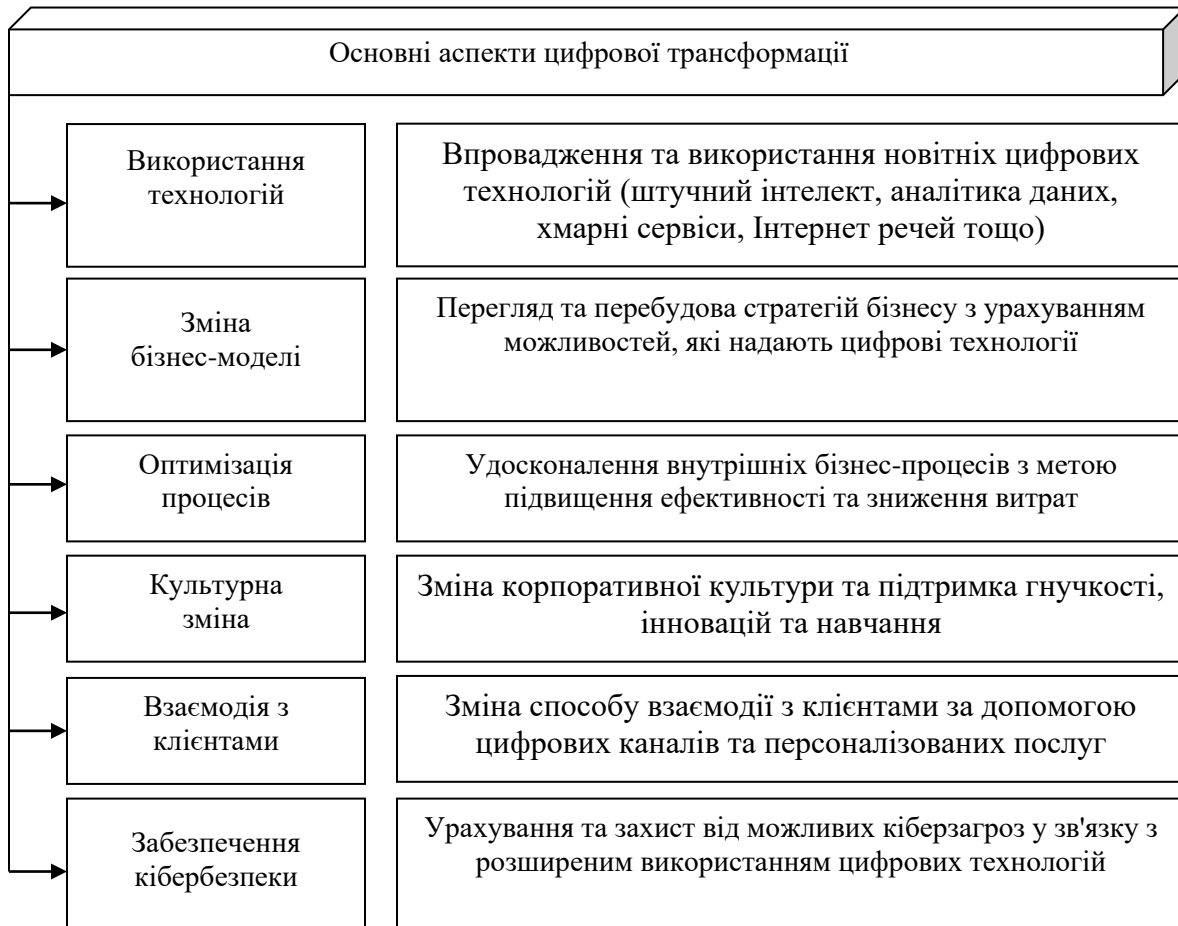 Основні аспекти цифрової трансформації
Використання
технологій
Впровадження та використання новітніх цифрових
технологій (штучний інтелект, аналітика даних,
хмарні сервіси, Інтернет речей тощо)
Зміна
бізнес-моделі
Перегляд та перебудова стратегій бізнесу з урахуванням
можливостей, які надають цифрові технології
Оптимізація
процесів
Удосконалення внутрішніх бізнес-процесів з метою
підвищення ефективності та зниження витрат
Культурна
зміна
Зміна корпоративної культури та підтримка гнучкості,
інновацій та навчання
Взаємодія з
клієнтами
Зміна способу взаємодії з клієнтами за допомогою
цифрових каналів та персоналізованих послуг
Забезпечення
кібербезпеки
Урахування та захист від можливих кіберзагроз у зв'язку з
розширеним використанням цифрових технологій